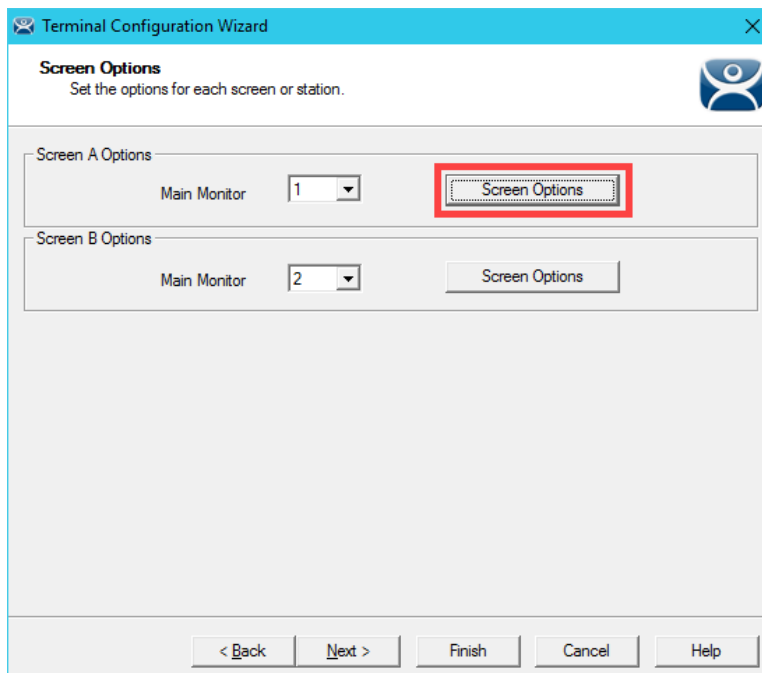 Terminal Configuration Wizard
Screen Options
Set the options for each screen or station.
Screen A Options
Main Monitor 1 Screen Options
Screen B Options
Main Monitor 2 Screen Options
< Back Next > Finish Cancel Help